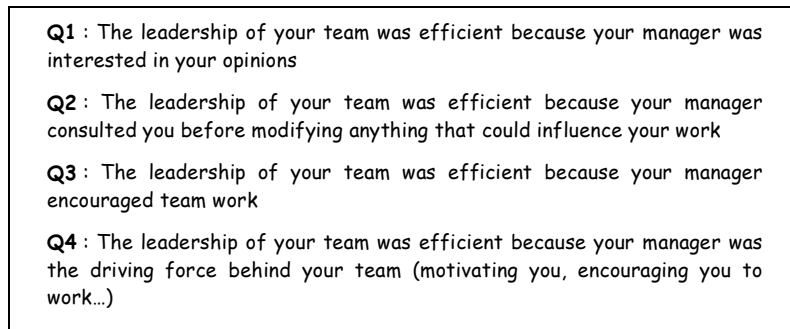 Q1 : The leadership of your team was efficient because your manager was
interested in your opinions
Q2 : The leadership of your team was efficient because your manager
consulted you before modifying anything that could influence your work
Q3 : The leadership of your team was efficient because your manager
encouraged team work
Q4 : The leadership of your team was efficient because your manager was
the driving force behind your team (motivating you, encouraging you to
work…)